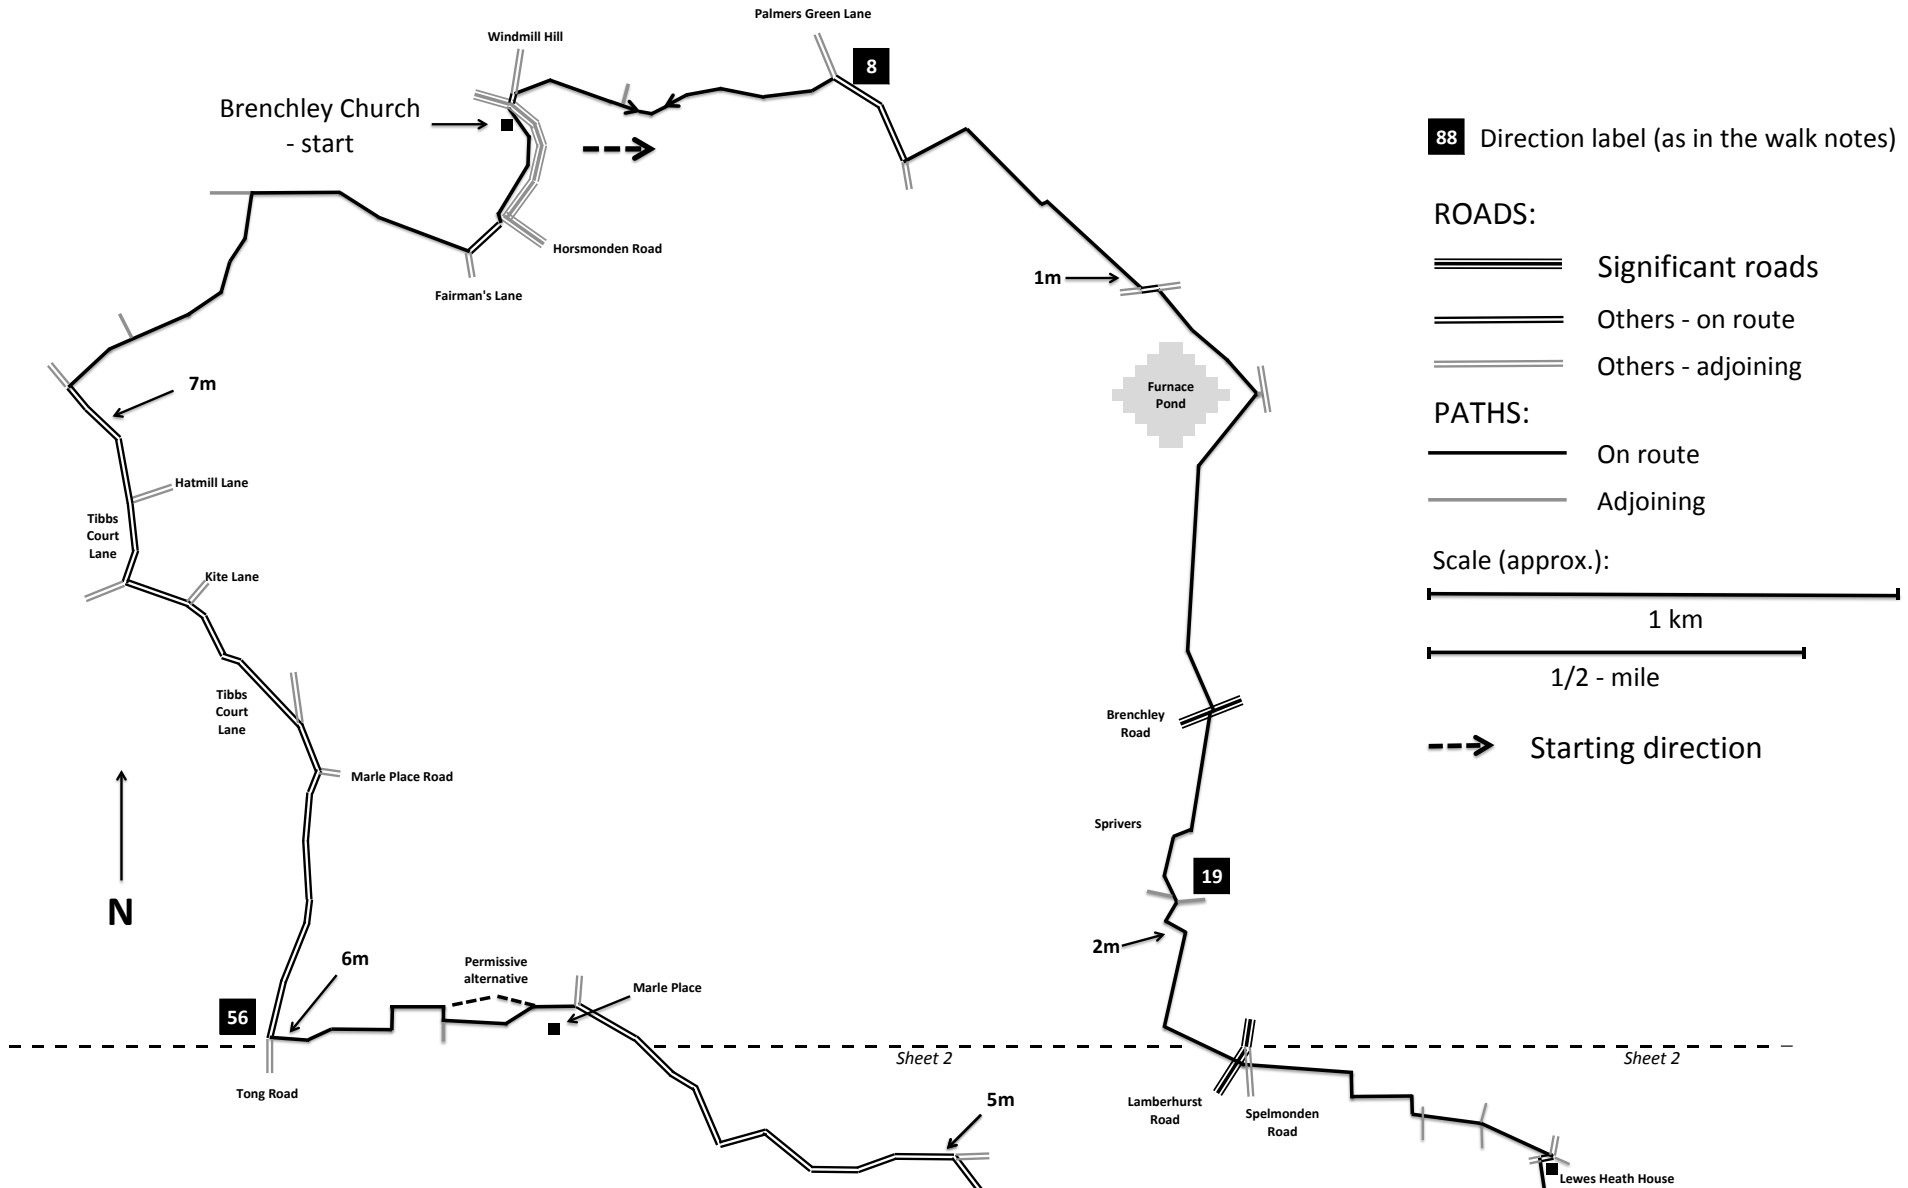 Palmers Green Lane
Windmill Hill
8
Brenchley Church
- start
88 Direction label (as in the walk notes)
ROADS:
Horsmonden Road
Significant roads
1m
Fairman's Lane
Others - on route
Others - adjoining
7m
Furnace
Pond
PATHS:
On route
Hatmill Lane
Adjoining
Tibbs
Court
Lane
Scale (approx.):
Kite Lane
1 km
1/2 - mile
Tibbs
Court
Lane
Brenchley
Road
Starting direction
Marle Place Road
Sprivers
19
N
2m
6m
Permissive
alternative
Marle Place
56
Sheet 2
Sheet 2
Tong Road
5m
Lamberhurst
Road
Spelmonden
Road
Lewes Heath House